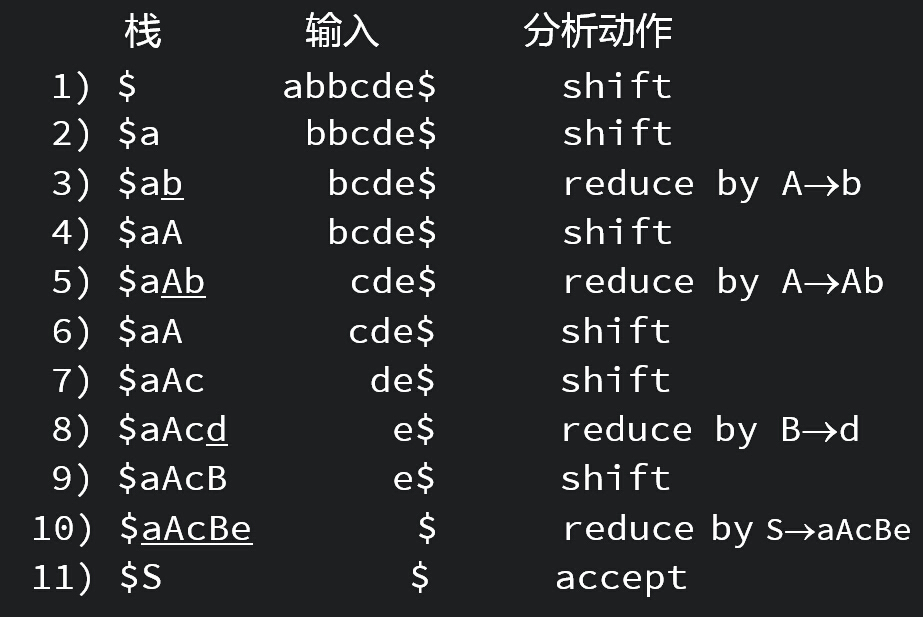 栈 输入 分析动作
1) $ abbcde$ shift
2) $a bbcde$ shift
3) $ab bcde$ reduce by A→b
4) $aA bcde$ shift
5) $aAb cde$ reduce by A→Ab
6) $aA cde$ shift
7) $aAc de$ shift
8) $aAcd e$ reduce by B→d
9) $aAcB e$ shift
10) $aAcBe $ reduce by S→aAcBe
11) $S $ accept